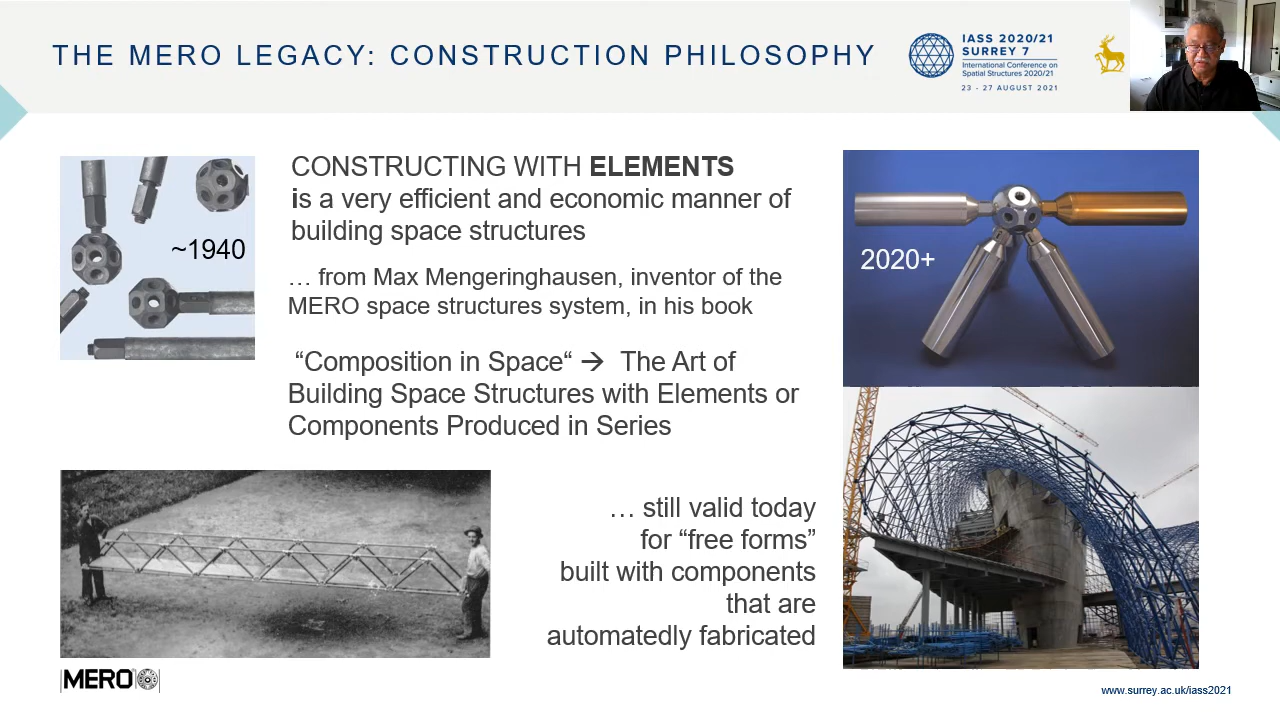 THE MERO LEGACY: CONSTRUCTION PHILOSOPHY
IASS 2020/21
SURREY 7
International Conference on
Spatial Structures 2020/21
23 - 27 AUGUST 2021
~1940
CONSTRUCTING WITH ELEMENTS
is a very efficient and economic manner of
building space structures
… from Max Mengeringhausen, inventor of the
MERO space structures system, in his book
“Composition in Space“ → The Art of
Building Space Structures with Elements or
Components Produced in Series
2020+
… still valid today
for “free forms”
built with components
that are
automatedly fabricated
MERO
www.surrey.ac.uk/iass2021